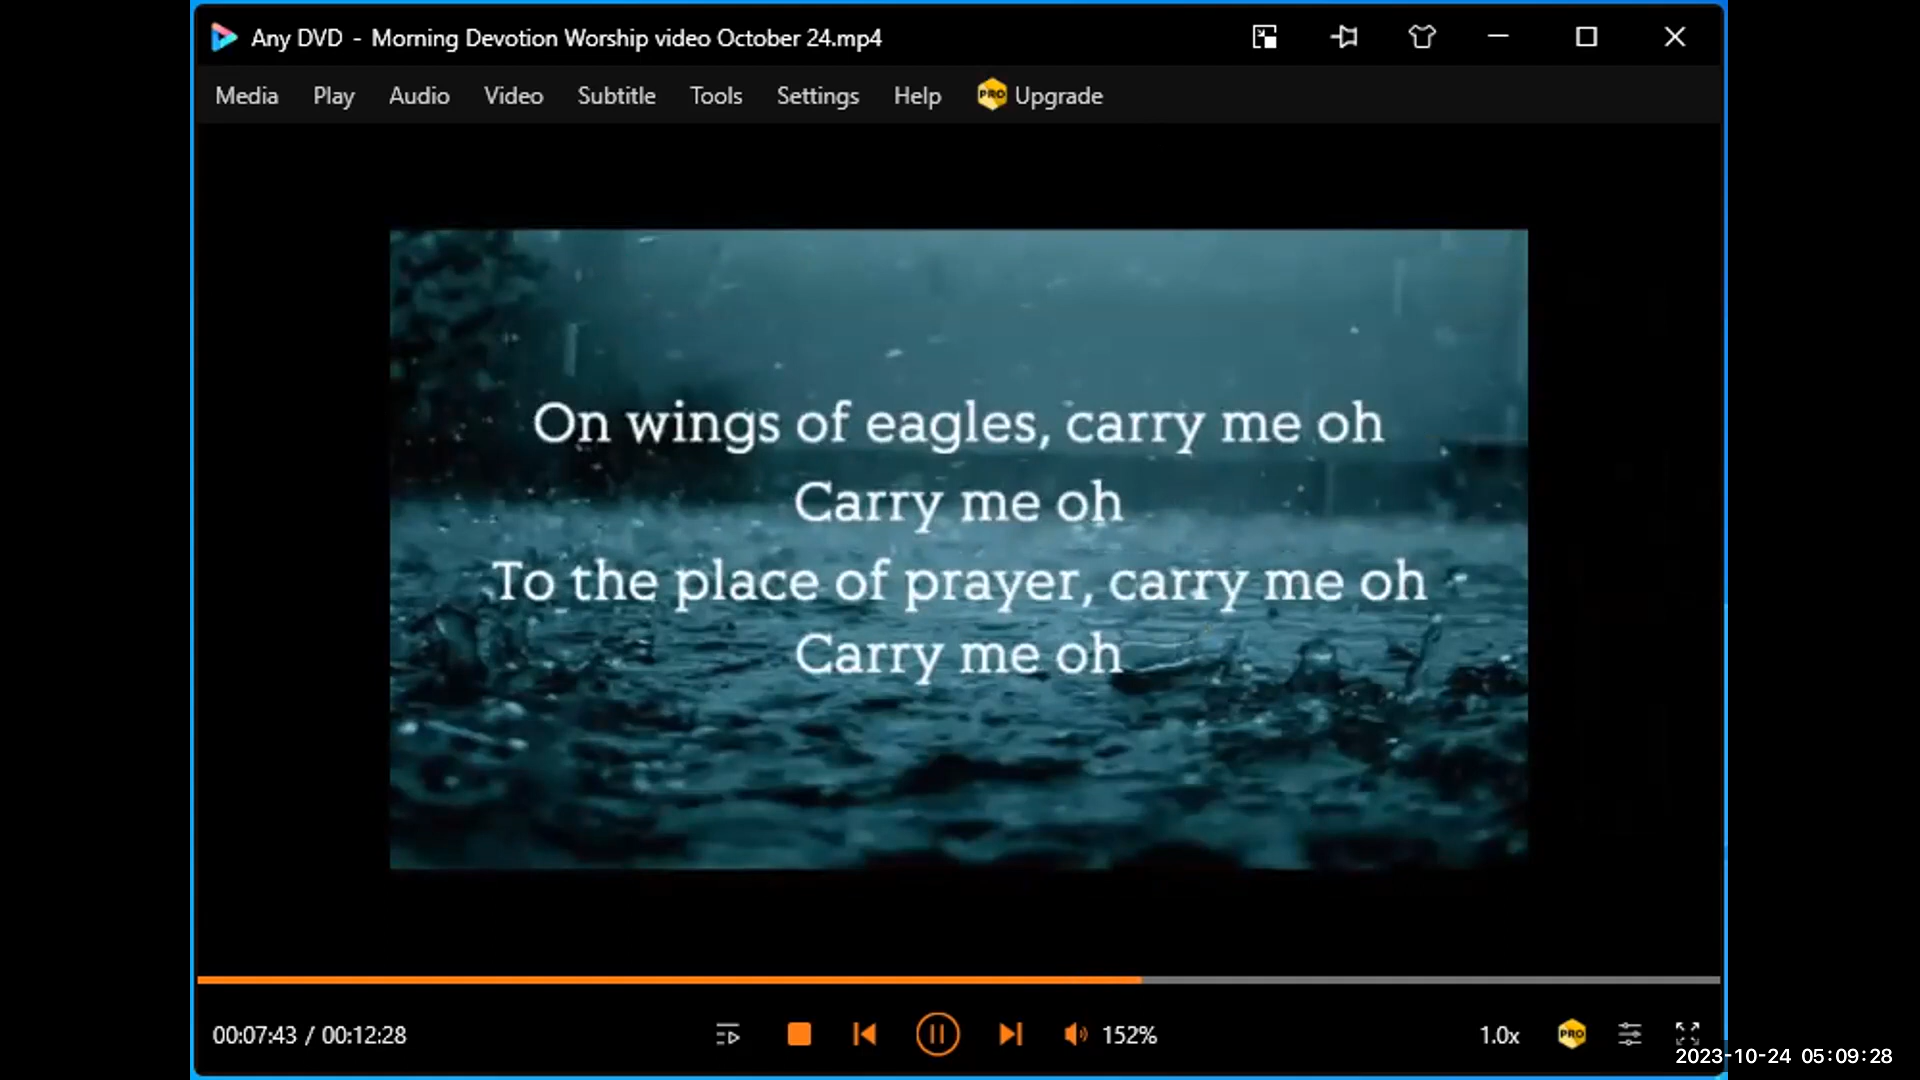 Any DVD - Morning Devotion Worship video October 24.mp4
Media Play Audio Video Subtitle Tools Settings Help PRO Upgrade
On wings of eagles, carry me oh
Carry me oh
To the place of prayer, carry me oh
Carry me oh
00:07:43 / 00:12:28 152% 1.0x PRO
2023-10-24 05:09:28